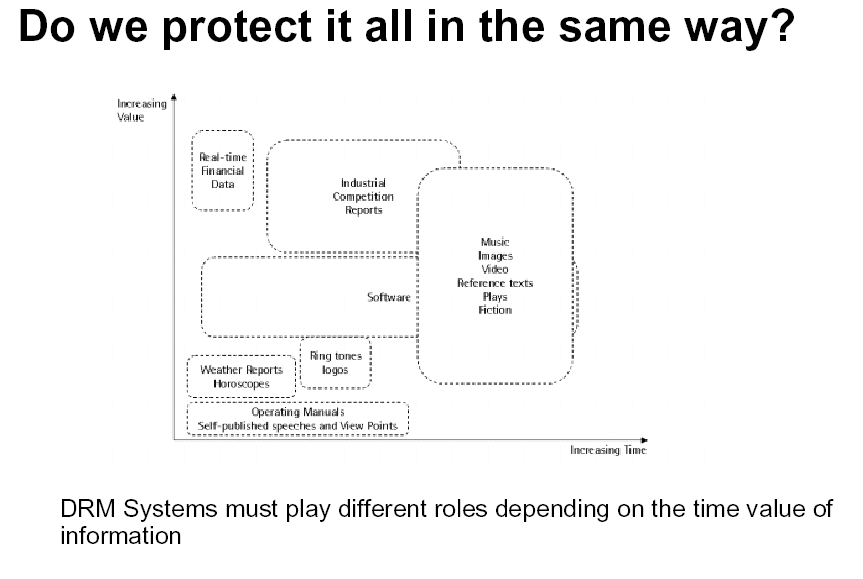 Do we protect it all in the same way?
Increasing
Value
Real-time
Financial
Data
Industrial
Competition
Reports
Music
Images
Video
Reference texts
Plays
Fiction
Software
Ring tones
logos
Weather Reports
Horoscopes
Operating Manuals
Self-published speeches and View Points
Increasing Time
DRM Systems must play different roles depending on the time value of
information